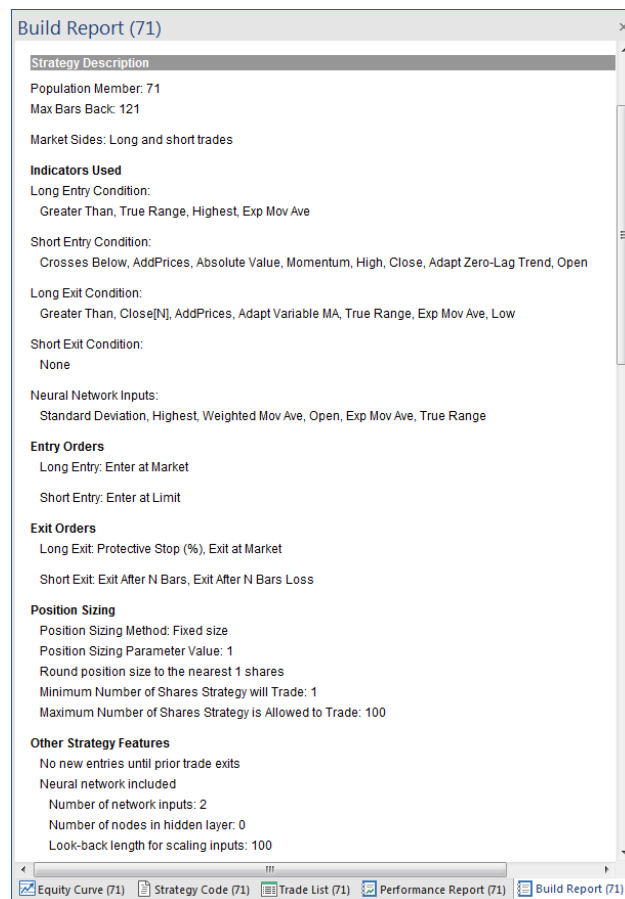 Build Report (71)
Strategy Description
Population Member: 71
Max Bars Back: 121
Market Sides: Long and short trades
Indicators Used
Long Entry Condition:
Greater Than, True Range, Highest, Exp Mov Ave
Short Entry Condition:
Crosses Below, AddPrices, Absolute Value, Momentum, High, Close, Adapt Zero-Lag Trend, Open
Long Exit Condition:
Greater Than, Close[N], AddPrices, Adapt Variable MA, True Range, Exp Mov Ave, Low
Short Exit Condition:
None
Neural Network Inputs:
Standard Deviation, Highest, Weighted Mov Ave, Open, Exp Mov Ave, True Range
Entry Orders
Long Entry: Enter at Market
Short Entry: Enter at Limit
Exit Orders
Long Exit: Protective Stop (%), Exit at Market
Short Exit: Exit After N Bars, Exit After N Bars Loss
Position Sizing
Position Sizing Method: Fixed size
Position Sizing Parameter Value: 1
Round position size to the nearest 1 shares
Minimum Number of Shares Strategy will Trade: 1
Maximum Number of Shares Strategy is Allowed to Trade: 100
Other Strategy Features
No new entries until prior trade exits
Neural network included
Number of network inputs: 2
Number of nodes in hidden layer: 0
Look-back length for scaling inputs: 100
Equity Curve (71) Strategy Code (71) Trade List (71) Performance Report (71) Build Report (71)